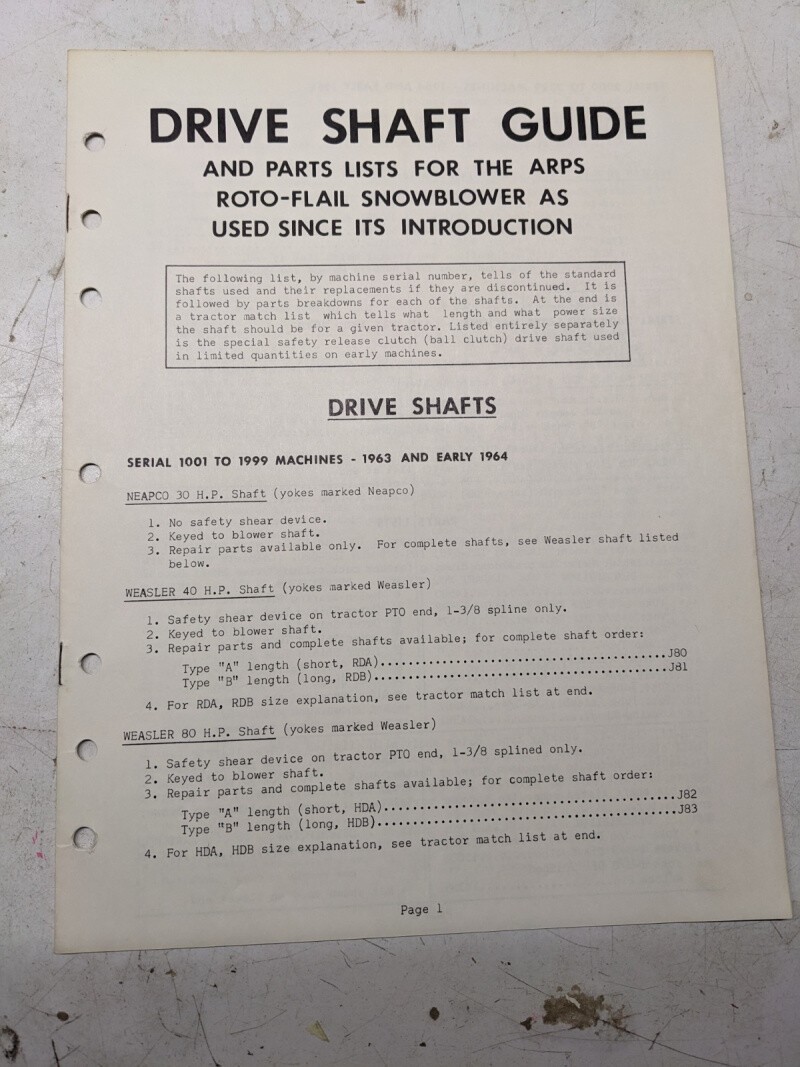 DRIVE SHAFT GUIDE
AND PARTS LISTS FOR THE ARPS
ROTO-FLAIL SNOWBLOWER AS
USED SINCE ITS INTRODUCTION
The following list, by machine serial number, tells of the standard
shafts used and their replacements if they are discontinued. It is
followed by parts breakdowns for each of the shafts. At the end is
a tractor match list which tells what length and what power size
the shaft should be for a given tractor. Listed entirely separately
is the special safety release clutch (ball clutch) drive shaft used
in limited quantities on early machines.
DRIVE SHAFTS
SERIAL 1001 TO 1999 MACHINES - 1963 AND EARLY 1964
NEAPCO 30 H.P. Shaft (yokes marked Neapco)
1. No safety shear device.
2. Keyed to blower shaft.
3. Repair parts available only. For complete shafts, see Weasler shaft listed
below.
WEASLER 40 H.P. Shaft (yokes marked Weasler)
1. Safety shear device on tractor PTO end, 1-3/8 spline only.
2. Keyed to blower shaft.
3. Repair parts and complete shafts available; for complete shaft order:
Type "A" length (short, RDA)........................................J80
Type "B" length (long, RDB).........................................J81
4. For RDA, RDB size explanation, see tractor match list at end.
WEASLER 80 H.P. Shaft (yokes marked Weasler)
1. Safety shear device on tractor PTO end, 1-3/8 splined only.
2. Keyed to blower shaft.
3. Repair parts and complete shafts available; for complete shaft order:
Type "A" length (short, HDA).........................................J82
Type "B" length (long, HDB)..........................................J83
4. For HDA, HDB size explanation, see tractor match list at end.
Page 1